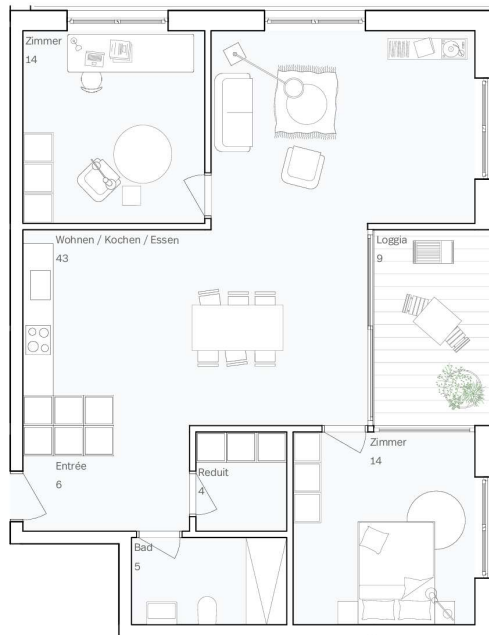 Zimmer
14
Wohnen / Kochen / Essen
43
Loggia
9
Entrée
6
Reduit
4
Zimmer
14
Bad
5